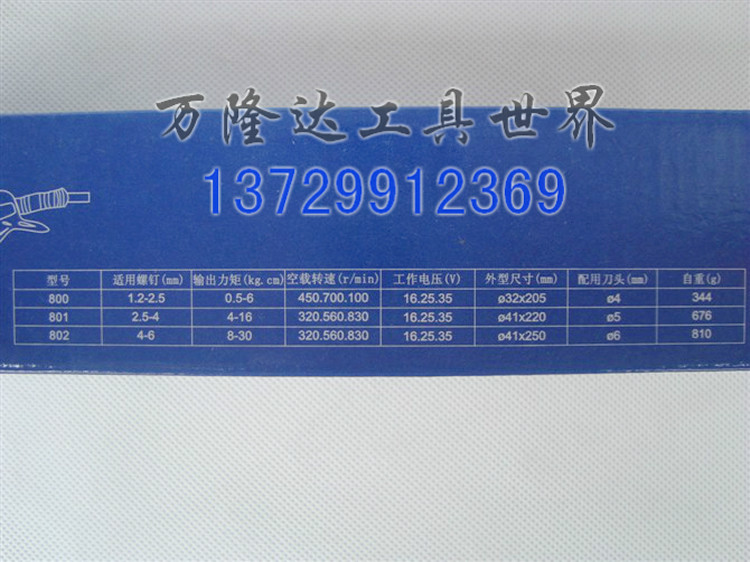 万隆达工具世界
13729912369
型号 适用螺钉(mm) 输出力矩(kg.cm) 空载转速(r/min) 工作电压(V) 外型尺寸(mm) 配用刀头(mm) 自重(g)
800 1.2-2.5 0.5-6 450.700.100 16.25.35 ø32x205 ø4 344
801 2.5-4 4-16 320.560.830 16.25.35 ø41x220 ø5 676
802 4-6 8-30 320.560.830 16.25.35 ø41x250 ø6 810